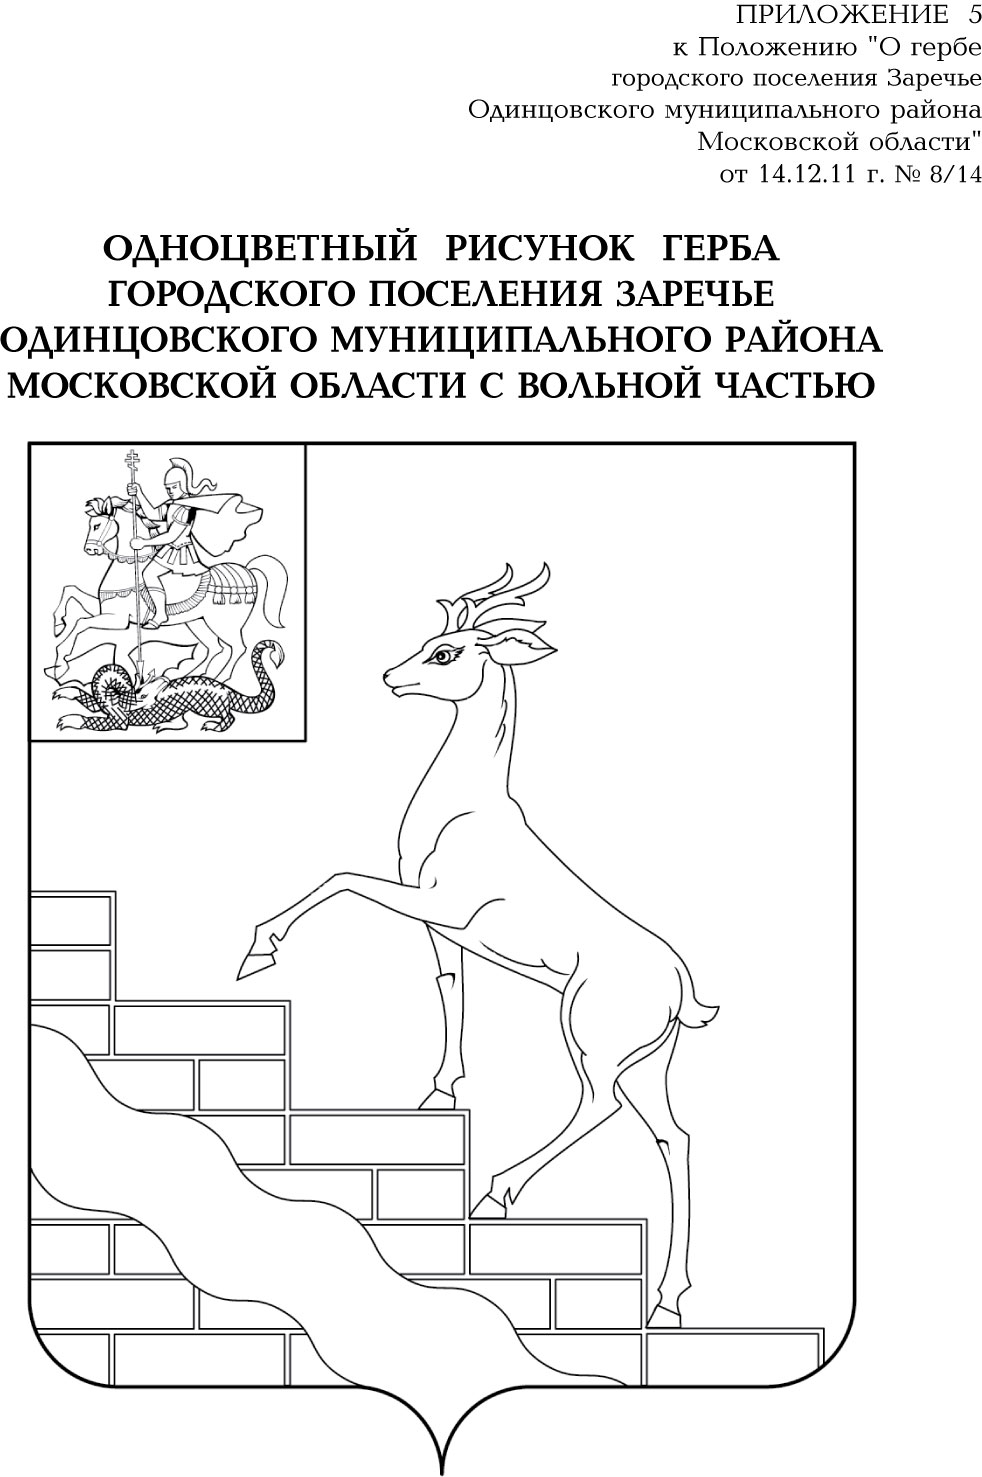 ПРИЛОЖЕНИЕ 5
к Положению "О гербе
городского поселения Заречье
Одинцовского муниципального района
Московской области"
от 14.12.11 г. № 8/14
ОДНОЦВЕТНЫЙ РИСУНОК ГЕРБА
ГОРОДСКОГО ПОСЕЛЕНИЯ ЗАРЕЧЬЕ
ОДИНЦОВСКОГО МУНИЦИПАЛЬНОГО РАЙОНА
МОСКОВСКОЙ ОБЛАСТИ С ВОЛЬНОЙ ЧАСТЬЮ